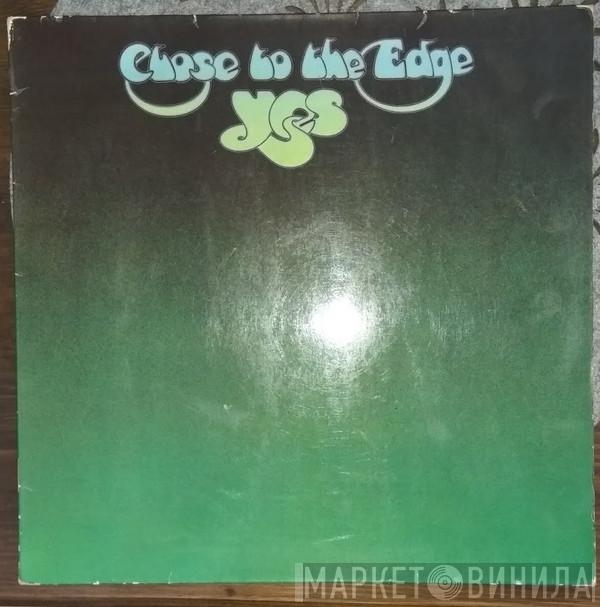 Close to the Edge
Yes
МАРКЕТ ВИНИЛА